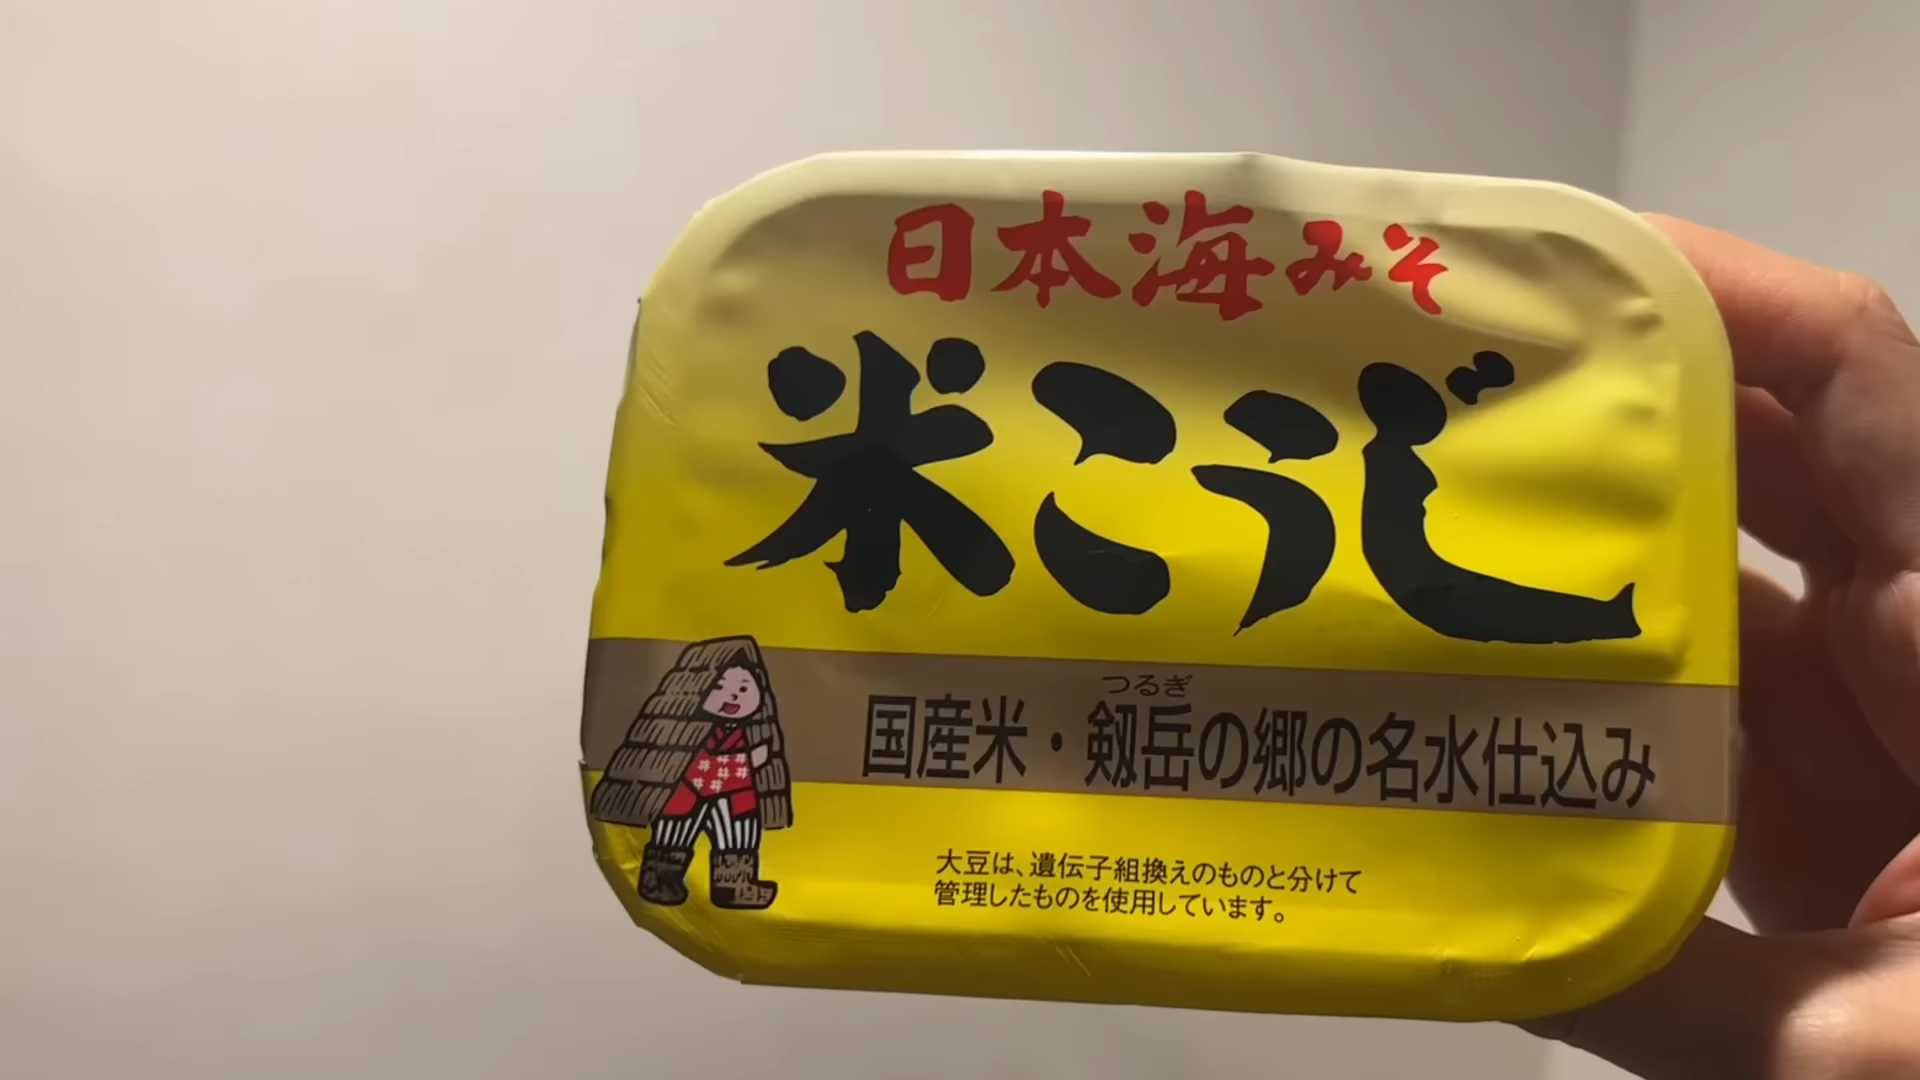 日本海みそ
米こうじ
つるぎ
国産米・剱岳の郷の名水仕込み
大豆は、遺伝子組換えのものと分けて
管理したものを使用しています。